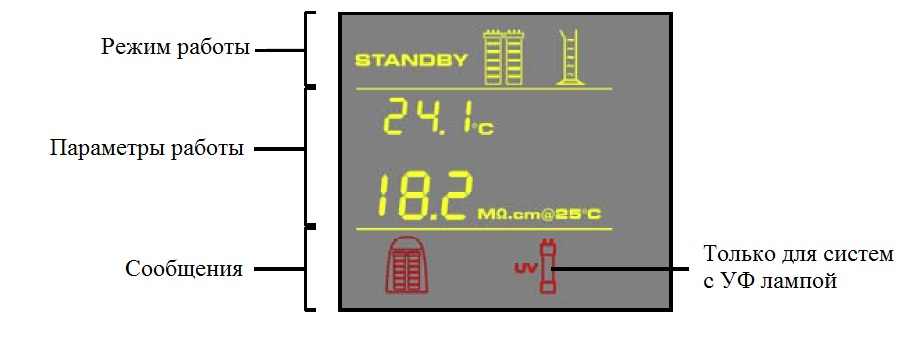 Режим работы
STANDBY
24.1°C
Параметры работы
18.2 MΩ.cm@25°C
Сообщения
UV
Только для систем
с УФ лампой